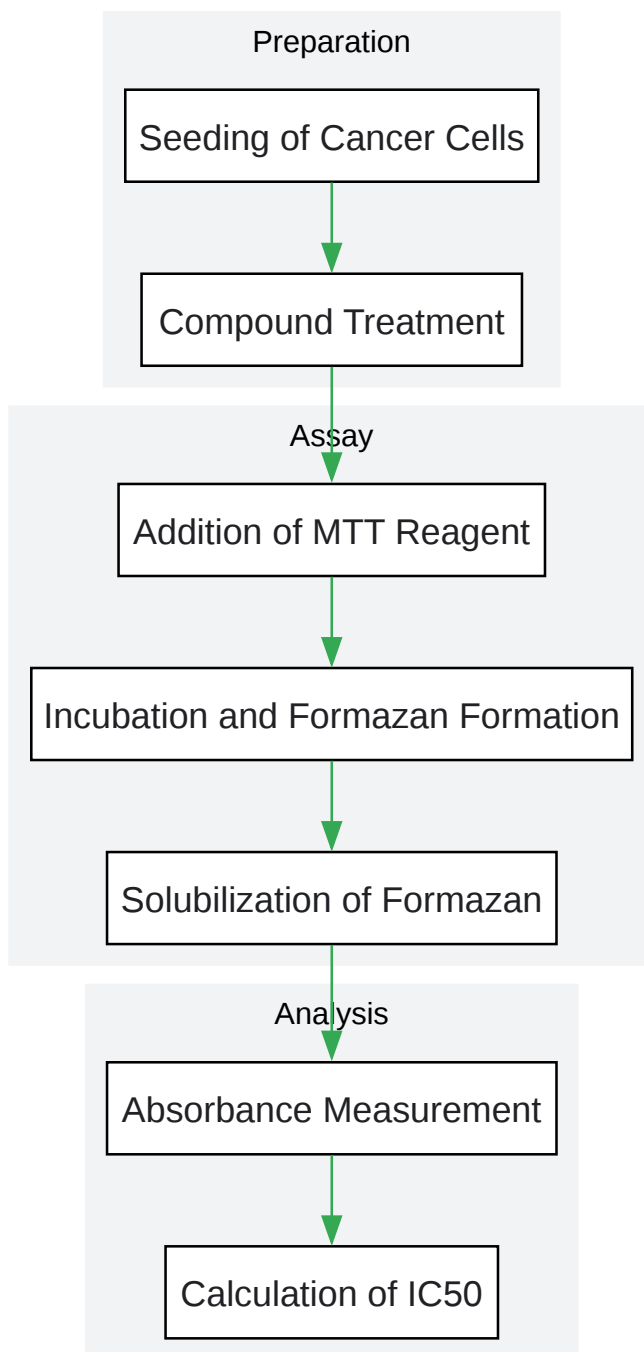 Preparation
Seeding of Cancer Cells
Compound Treatment
Assay
Addition of MTT Reagent
Incubation and Formazan Formation
Solubilization of Formazan
Analysis
Absorbance Measurement
Calculation of IC50